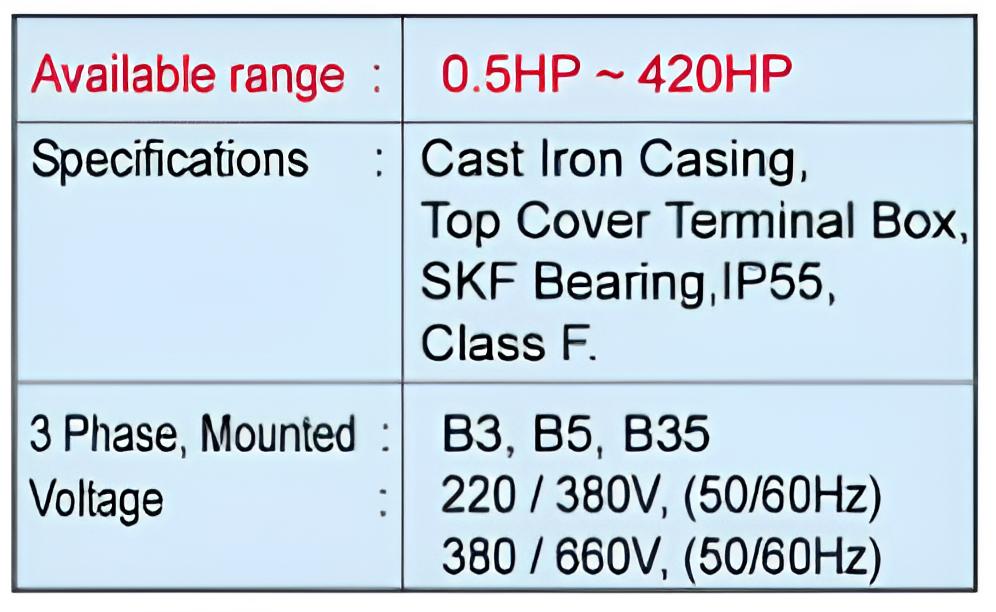 Available range : 0.5HP ~ 420HP
Specifications : Cast Iron Casing,
Top Cover Terminal Box,
SKF Bearing,IP55,
Class F.
3 Phase, Mounted : B3, B5, B35
Voltage : 220 / 380V, (50/60Hz)
380 / 660V, (50/60Hz)